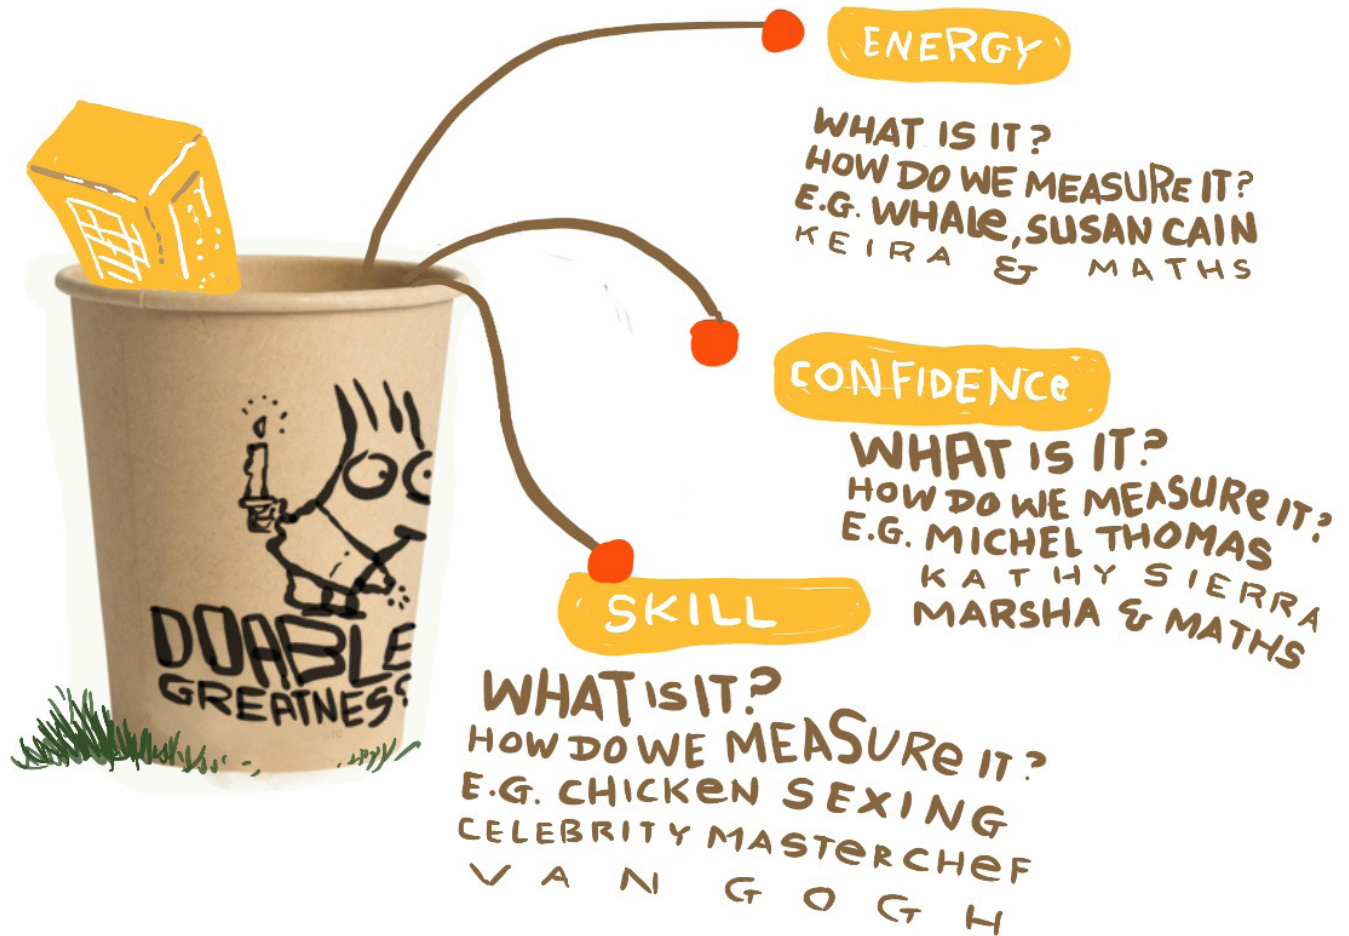 ENERGY
WHAT IS IT?
HOW DO WE MEASURE IT?
E.G. WHALe, SUSAN CAIN
KEIRA & MATHS
CONFIDENCe
WHAT IS IT?
HOW DO WE MEASURe IT?
E.G. MICHEL THOMAS
KATHY SIERRA
MARSHA & MATHS
SKILL
WHAT IS IT?
HOW DO WE MEASURe IT?
E.G. CHICKeN SEXING
CELEBRITY MASTeRCHeF
VAN GOGH
DOABLE
GREATNESS